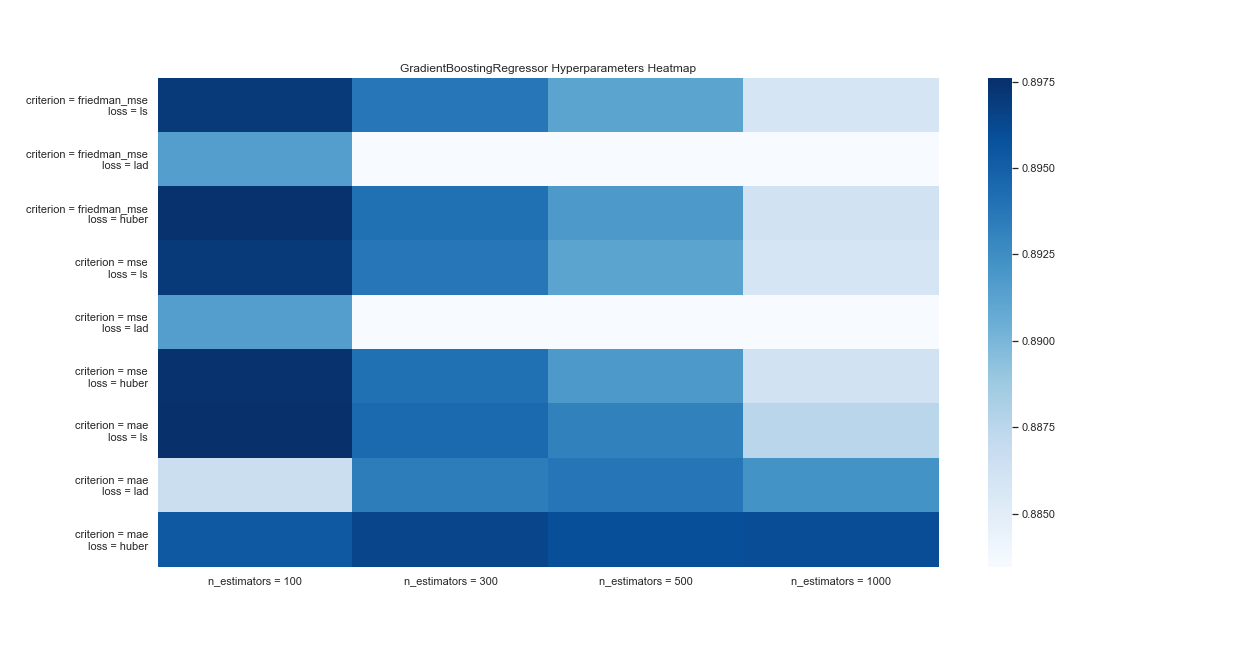 GradientBoostingRegressor Hyperparameters Heatmap
criterion = friedman_mse
loss = ls
criterion = friedman_mse
loss = lad
criterion = friedman_mse
loss = huber
criterion = mse
loss = ls
criterion = mse
loss = lad
criterion = mse
loss = huber
criterion = mae
loss = ls
criterion = mae
loss = lad
criterion = mae
loss = huber
n_estimators = 100
n_estimators = 300
n_estimators = 500
n_estimators = 1000
0.8975
0.8950
0.8925
0.8900
0.8875
0.8850